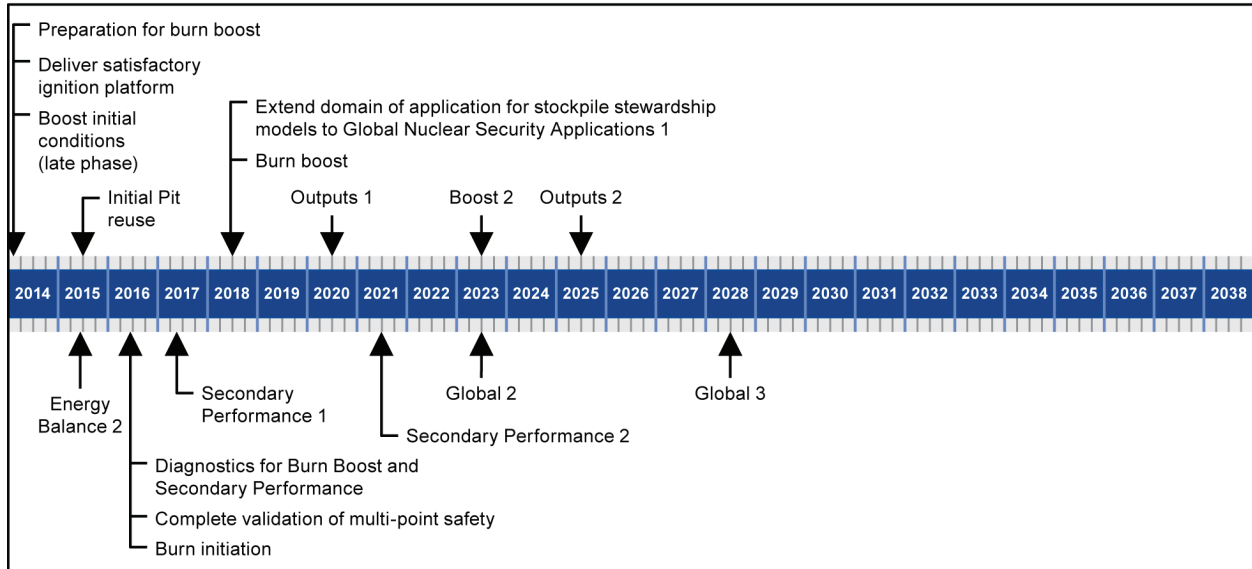 Preparation for burn boost
Deliver satisfactory
ignition platform
Boost initial
conditions
(late phase)
Extend domain of application for stockpile stewardship
models to Global Nuclear Security Applications 1
Burn boost
Initial Pit
reuse
Outputs 1
Boost 2
Outputs 2
2014 2015 2016 2017 2018 2019 2020 2021 2022 2023 2024 2025 2026 2027 2028 2029 2030 2031 2032 2033 2034 2035 2036 2037 2038
Energy
Balance 2
Secondary
Performance 1
Global 2
Global 3
Secondary Performance 2
Diagnostics for Burn Boost and
Secondary Performance
Complete validation of multi-point safety
Burn initiation